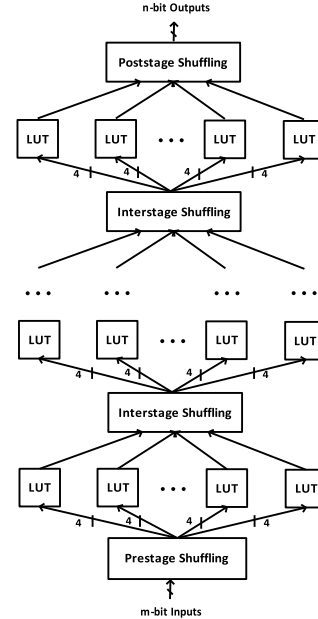 n-bit Outputs
Poststage Shuffling
LUT LUT ... LUT LUT
4 4 4 4
Interstage Shuffling
... ... ... ...
LUT LUT ... LUT LUT
4 4 4 4
Interstage Shuffling
LUT LUT ... LUT LUT
4 4 4 4
Prestage Shuffling
m-bit Inputs